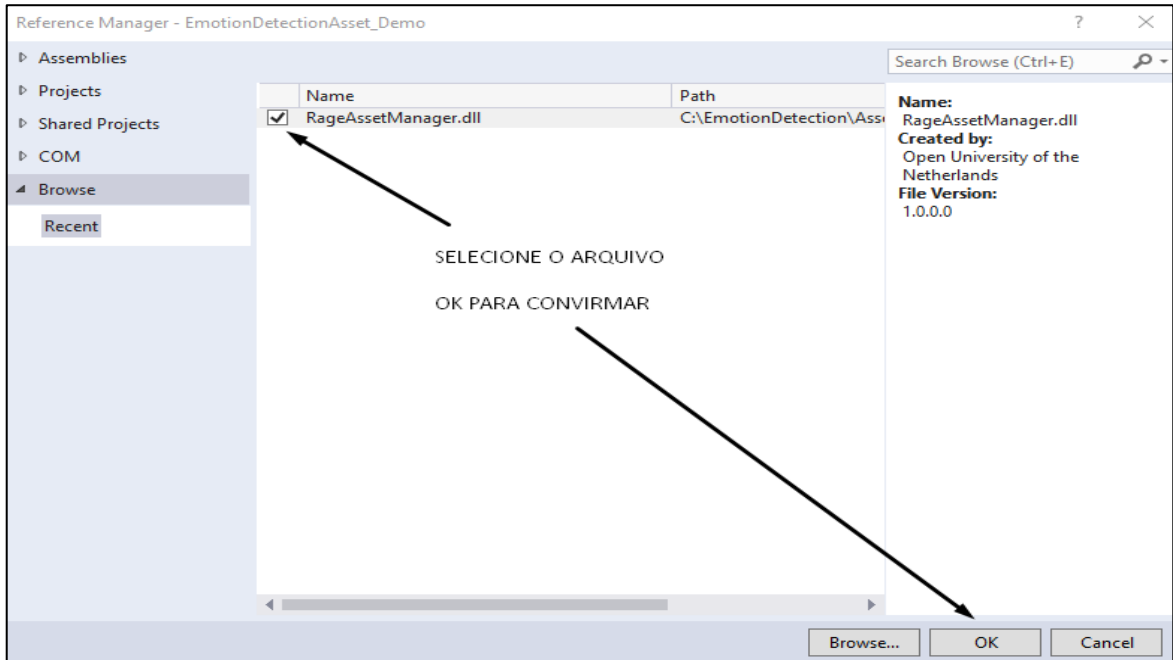 Reference Manager - EmotionDetectionAsset_Demo
Assemblies
Projects
Shared Projects
COM
Browse
Recent
Name Path
RageAssetManager.dll C:\EmotionDetection\Asse
SELECIONE O ARQUIVO
OK PARA CONVIRMAR
Search Browse (Ctrl+E)
Name:
RageAssetManager.dll
Created by:
Open University of the
Netherlands
File Version:
1.0.0.0
Browse... OK Cancel